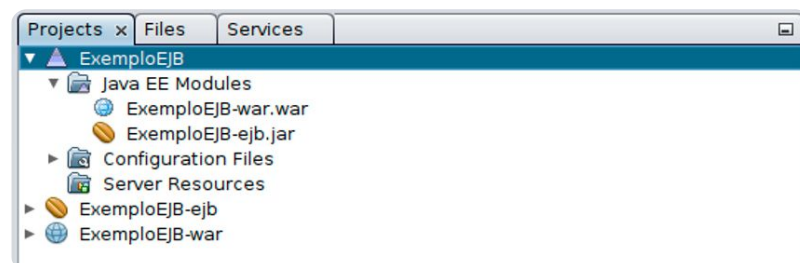 Projects x Files Services
ExemploEJB
Java EE Modules
ExemploEJB-war.war
ExemploEJB-ejb.jar
Configuration Files
Server Resources
ExemploEJB-ejb
ExemploEJB-war